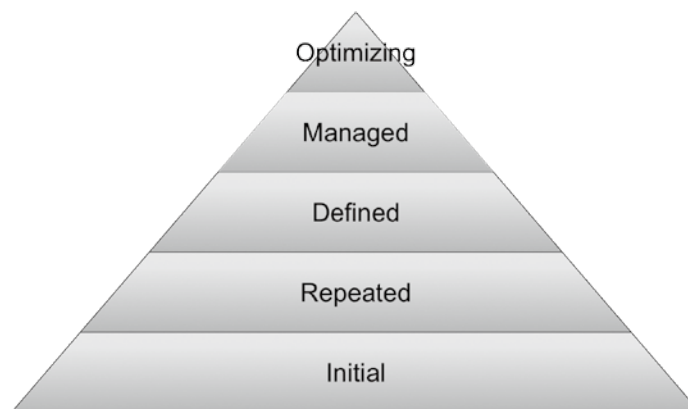 Optimizing
Managed
Defined
Repeated
Initial